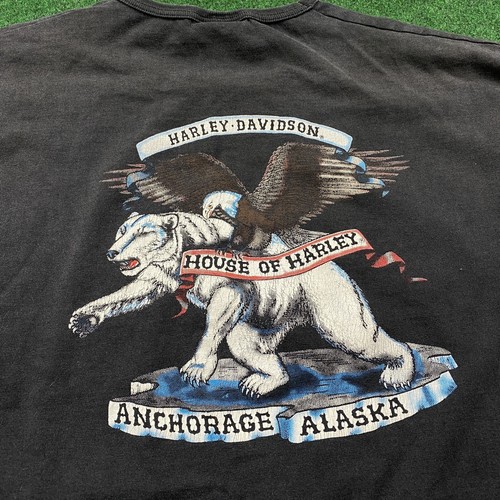 HARLEY-DAVIDSON®
HOUSE OF HARLEY
ANCHORAGE ALASKA